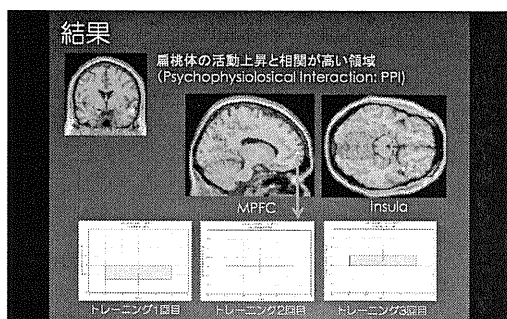 結果
扁桃体の活動上昇と相関が高い領域
(Psychophysiolosical Interaction: PPI)
MPFC
Insula
トレーニング1回目
トレーニング2回目
トレーニング3回目